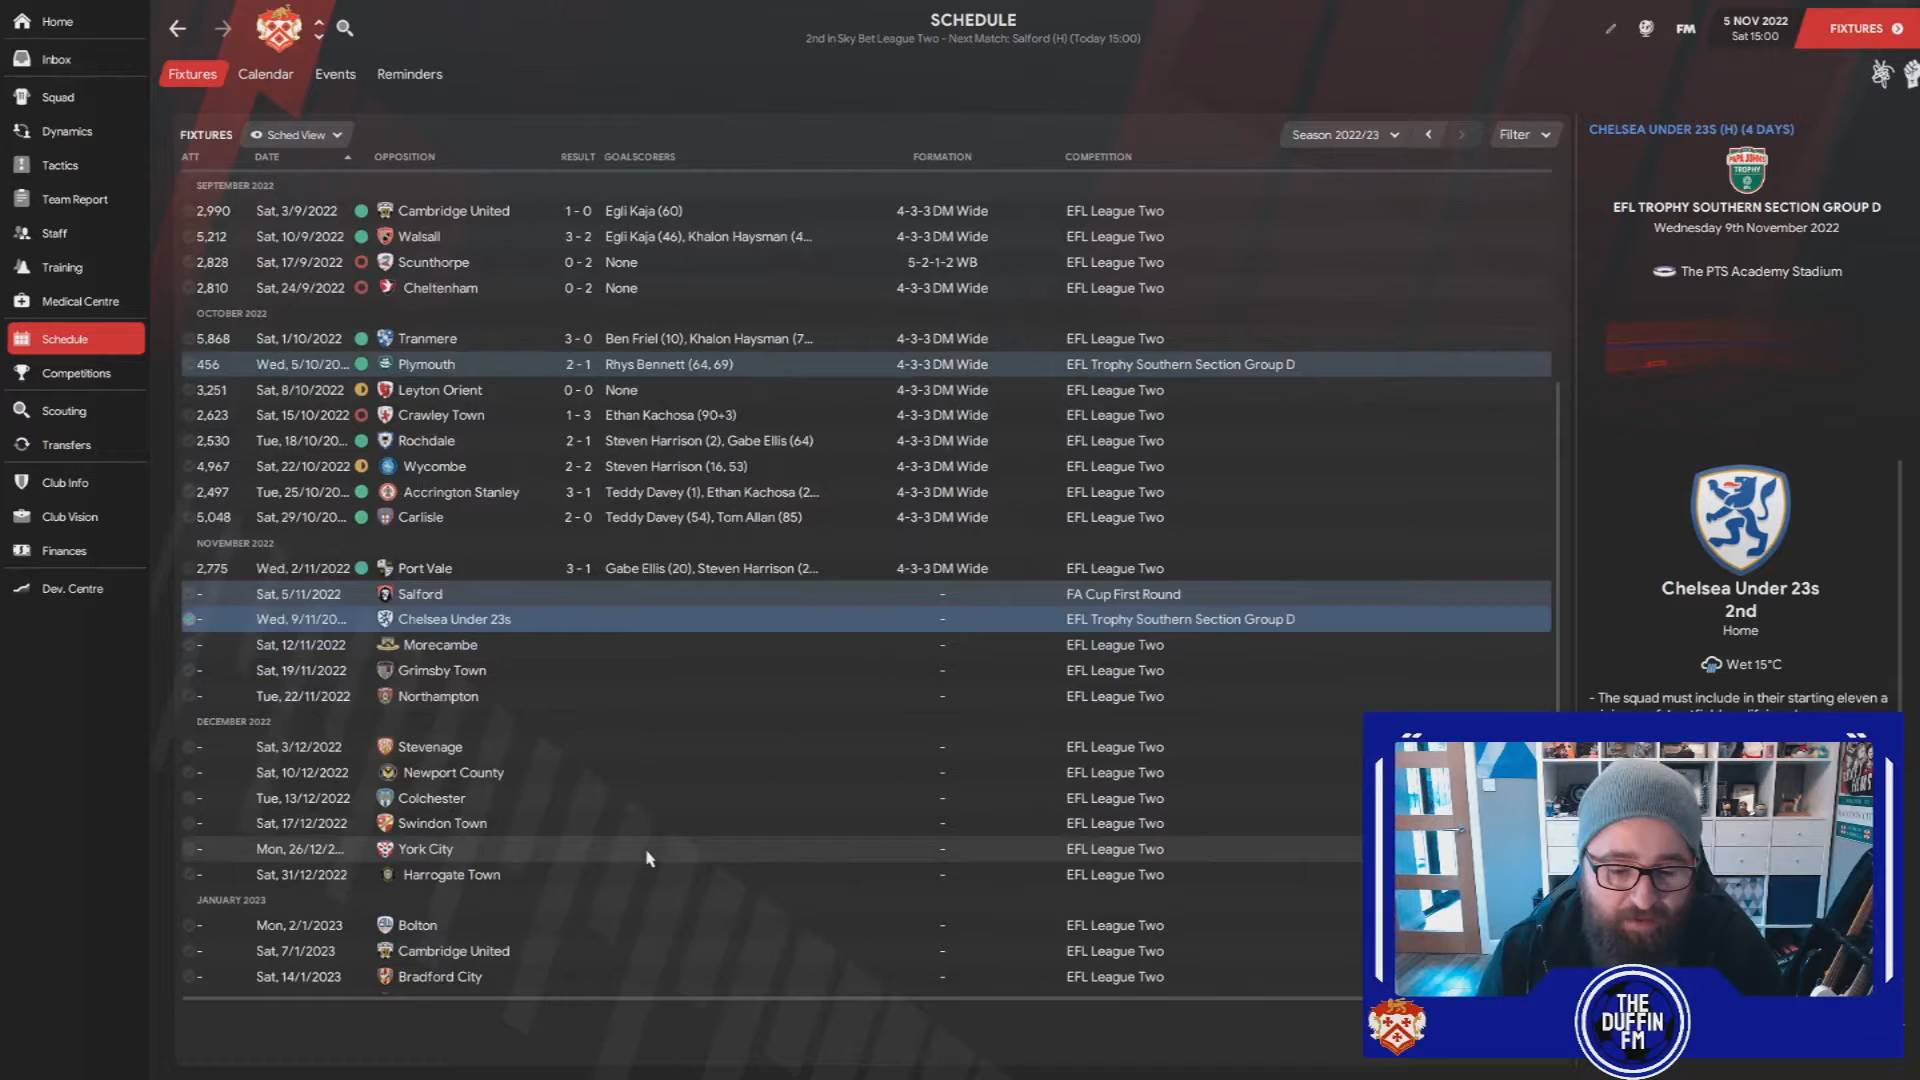 Home
Inbox
Squad
Dynamics
Tactics
Team Report
Staff
Training
Medical Centre
Schedule
Competitions
Scouting
Transfers
Club Info
Club Vision
Finances
Dev. Centre
SCHEDULE
2nd in Sky Bet League Two - Next Match: Salford (H) (Today 15:00)
FM
5 NOV 2022
Sat 15:00
FIXTURES
Fixtures Calendar Events Reminders
FIXTURES Sched View Season 2022/23 Filter
ATT DATE OPPOSITION RESULT GOALSCORERS FORMATION COMPETITION
SEPTEMBER 2022
2,990 Sat, 3/9/2022 Cambridge United 1 - 0 Egli Kaja (60) 4-3-3 DM Wide EFL League Two
5,212 Sat, 10/9/2022 Walsall 3 - 2 Egli Kaja (46), Khalon Haysman (4... 4-3-3 DM Wide EFL League Two
2,828 Sat, 17/9/2022 Scunthorpe 0 - 2 None 5-2-1-2 WB EFL League Two
2,810 Sat, 24/9/2022 Cheltenham 0 - 2 None 4-3-3 DM Wide EFL League Two
OCTOBER 2022
5,868 Sat, 1/10/2022 Tranmere 3 - 0 Ben Friel (10), Khalon Haysman (7... 4-3-3 DM Wide EFL League Two
456 Wed, 5/10/20... Plymouth 2 - 1 Rhys Bennett (64, 69) 4-3-3 DM Wide EFL Trophy Southern Section Group D
3,251 Sat, 8/10/2022 Leyton Orient 0 - 0 None 4-3-3 DM Wide EFL League Two
2,623 Sat, 15/10/2022 Crawley Town 1 - 3 Ethan Kachosa (90+3) 4-3-3 DM Wide EFL League Two
2,530 Tue, 18/10/20... Rochdale 2 - 1 Steven Harrison (2), Gabe Ellis (64) 4-3-3 DM Wide EFL League Two
4,967 Sat, 22/10/2022 Wycombe 2 - 2 Steven Harrison (16, 53) 4-3-3 DM Wide EFL League Two
2,497 Tue, 25/10/20... Accrington Stanley 3 - 1 Teddy Davey (1), Ethan Kachosa (2... 4-3-3 DM Wide EFL League Two
5,048 Sat, 29/10/20... Carlisle 2 - 0 Teddy Davey (54), Tom Allan (85) 4-3-3 DM Wide EFL League Two
NOVEMBER 2022
2,775 Wed, 2/11/2022 Port Vale 3 - 1 Gabe Ellis (20), Steven Harrison (2... 4-3-3 DM Wide EFL League Two
- Sat, 5/11/2022 Salford - FA Cup First Round
- Wed, 9/11/20... Chelsea Under 23s - EFL Trophy Southern Section Group D
- Sat, 12/11/2022 Morecambe - EFL League Two
- Sat, 19/11/2022 Grimsby Town - EFL League Two
- Tue, 22/11/2022 Northampton - EFL League Two
DECEMBER 2022
- Sat, 3/12/2022 Stevenage - EFL League Two
- Sat, 10/12/2022 Newport County - EFL League Two
- Tue, 13/12/2022 Colchester - EFL League Two
- Sat, 17/12/2022 Swindon Town - EFL League Two
- Mon, 26/12/2... York City - EFL League Two
- Sat, 31/12/2022 Harrogate Town - EFL League Two
JANUARY 2023
- Mon, 2/1/2023 Bolton - EFL League Two
- Sat, 7/1/2023 Cambridge United - EFL League Two
- Sat, 14/1/2023 Bradford City - EFL League Two
CHELSEA UNDER 23S (H) (4 DAYS)
PAPA JOHNS
TROPHY
EFL TROPHY SOUTHERN SECTION GROUP D
Wednesday 9th November 2022
The PTS Academy Stadium
Chelsea Under 23s
2nd
Home
Wet 15°C
- The squad must include in their starting eleven a
THE
DUFFIN
FM